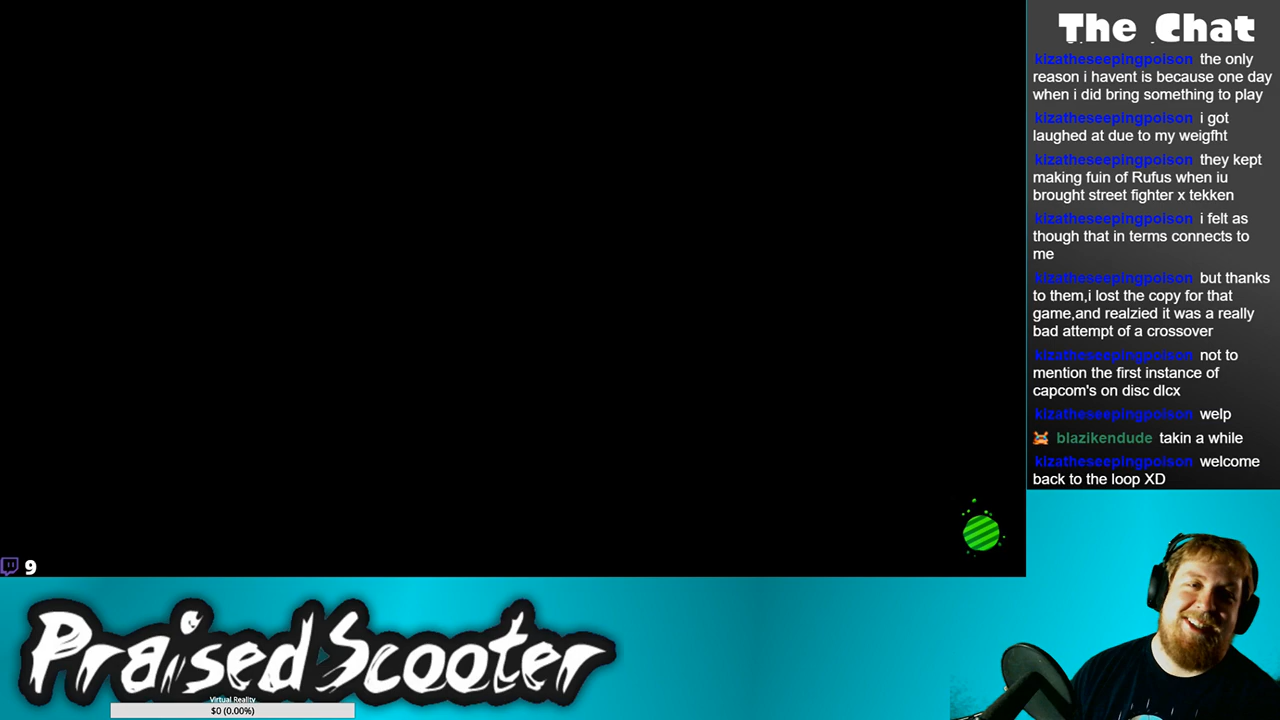 The Chat
kizatheseepingpoison the only
reason i havent is because one day
when i did bring something to play
kizatheseepingpoison i got
laughed at due to my weigfht
kizatheseepingpoison they kept
making fuin of Rufus when iu
brought street fighter x tekken
kizatheseepingpoison i felt as
though that in terms connects to
me
kizatheseepingpoison but thanks
to them,i lost the copy for that
game,and realzied it was a really
bad attempt of a crossover
kizatheseepingpoison not to
mention the first instance of
capcom's on disc dlcx
kizatheseepingpoison welp
blazikendude takin a while
kizatheseepingpoison welcome
back to the loop XD
9
PraisedScooter
Virtual Reality
$0 (0.00%)